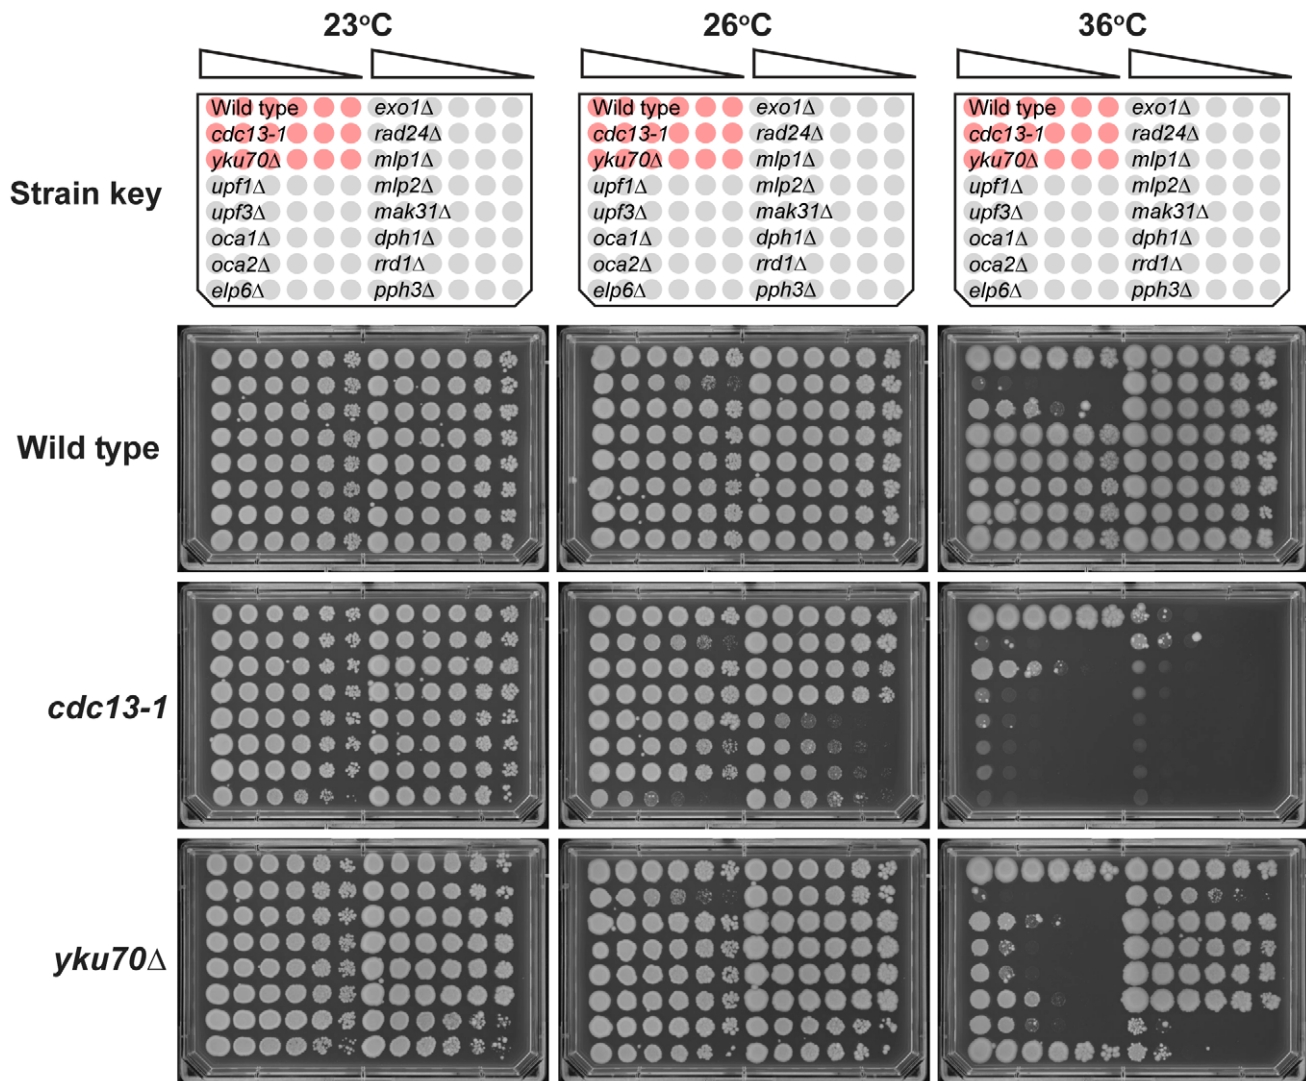 23°C 26°C 36°C
Strain key
Wild type exo1Δ Wild type exo1Δ Wild type exo1Δ
cdc13-1 rad24Δ cdc13-1 rad24Δ cdc13-1 rad24Δ
yku70Δ mlp1Δ yku70Δ mlp1Δ yku70Δ mlp1Δ
upf1Δ mlp2Δ upf1Δ mlp2Δ upf1Δ mlp2Δ
upf3Δ mak31Δ upf3Δ mak31Δ upf3Δ mak31Δ
oca1Δ dph1Δ oca1Δ dph1Δ oca1Δ dph1Δ
oca2Δ rrd1Δ oca2Δ rrd1Δ oca2Δ rrd1Δ
elp6Δ pph3Δ elp6Δ pph3Δ elp6Δ pph3Δ
Wild type
cdc13-1
yku70Δ